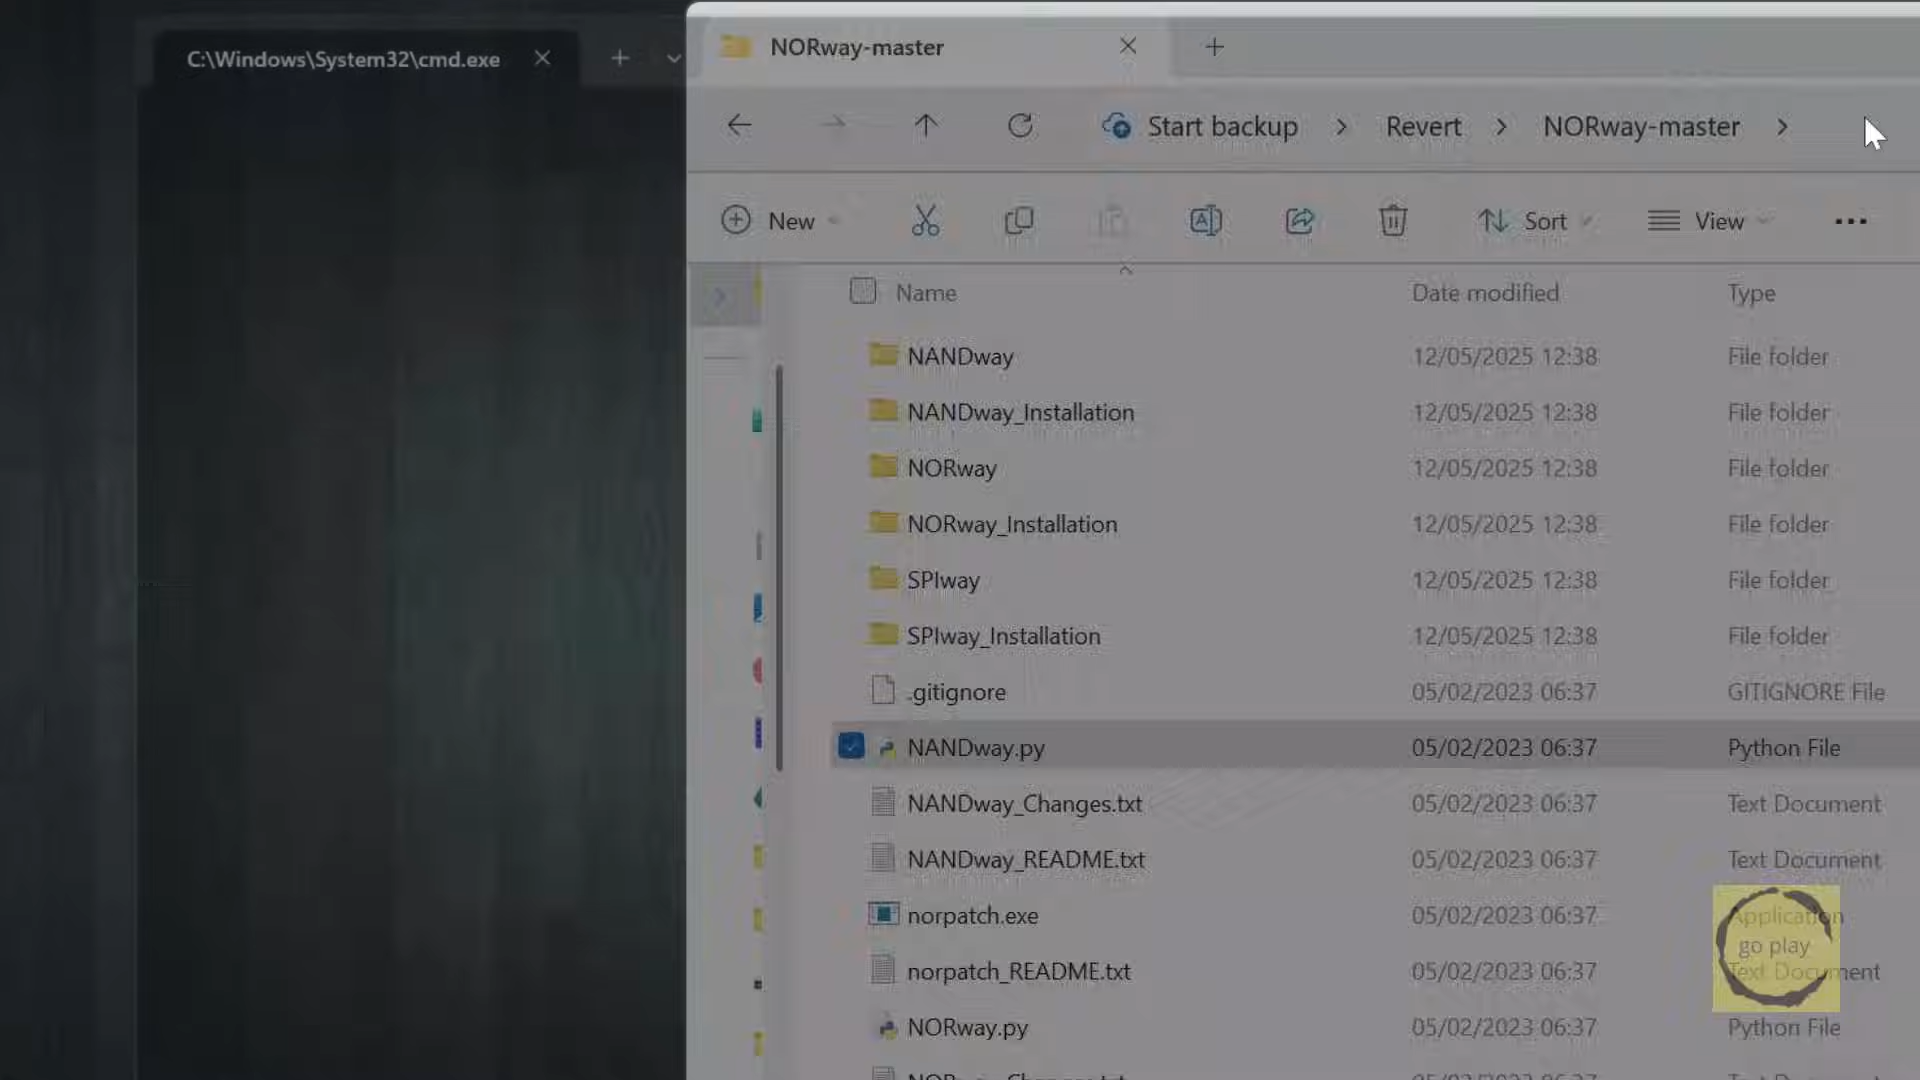 C:\Windows\System32\cmd.exe
NORway-master
Start backup > Revert > NORway-master >
New Sort View
Name Date modified Type
NANDway 12/05/2025 12:38 File folder
NANDway_Installation 12/05/2025 12:38 File folder
NORway 12/05/2025 12:38 File folder
NORway_Installation 12/05/2025 12:38 File folder
SPIway 12/05/2025 12:38 File folder
SPIway_Installation 12/05/2025 12:38 File folder
.gitignore 05/02/2023 06:37 GITIGNORE File
NANDway.py 05/02/2023 06:37 Python File
NANDway_Changes.txt 05/02/2023 06:37 Text Document
NANDway_README.txt 05/02/2023 06:37 Text Document
norpatch.exe 05/02/2023 06:37 Application
go play
norpatch_README.txt 05/02/2023 06:37 Text Document
NORway.py 05/02/2023 06:37 Python File